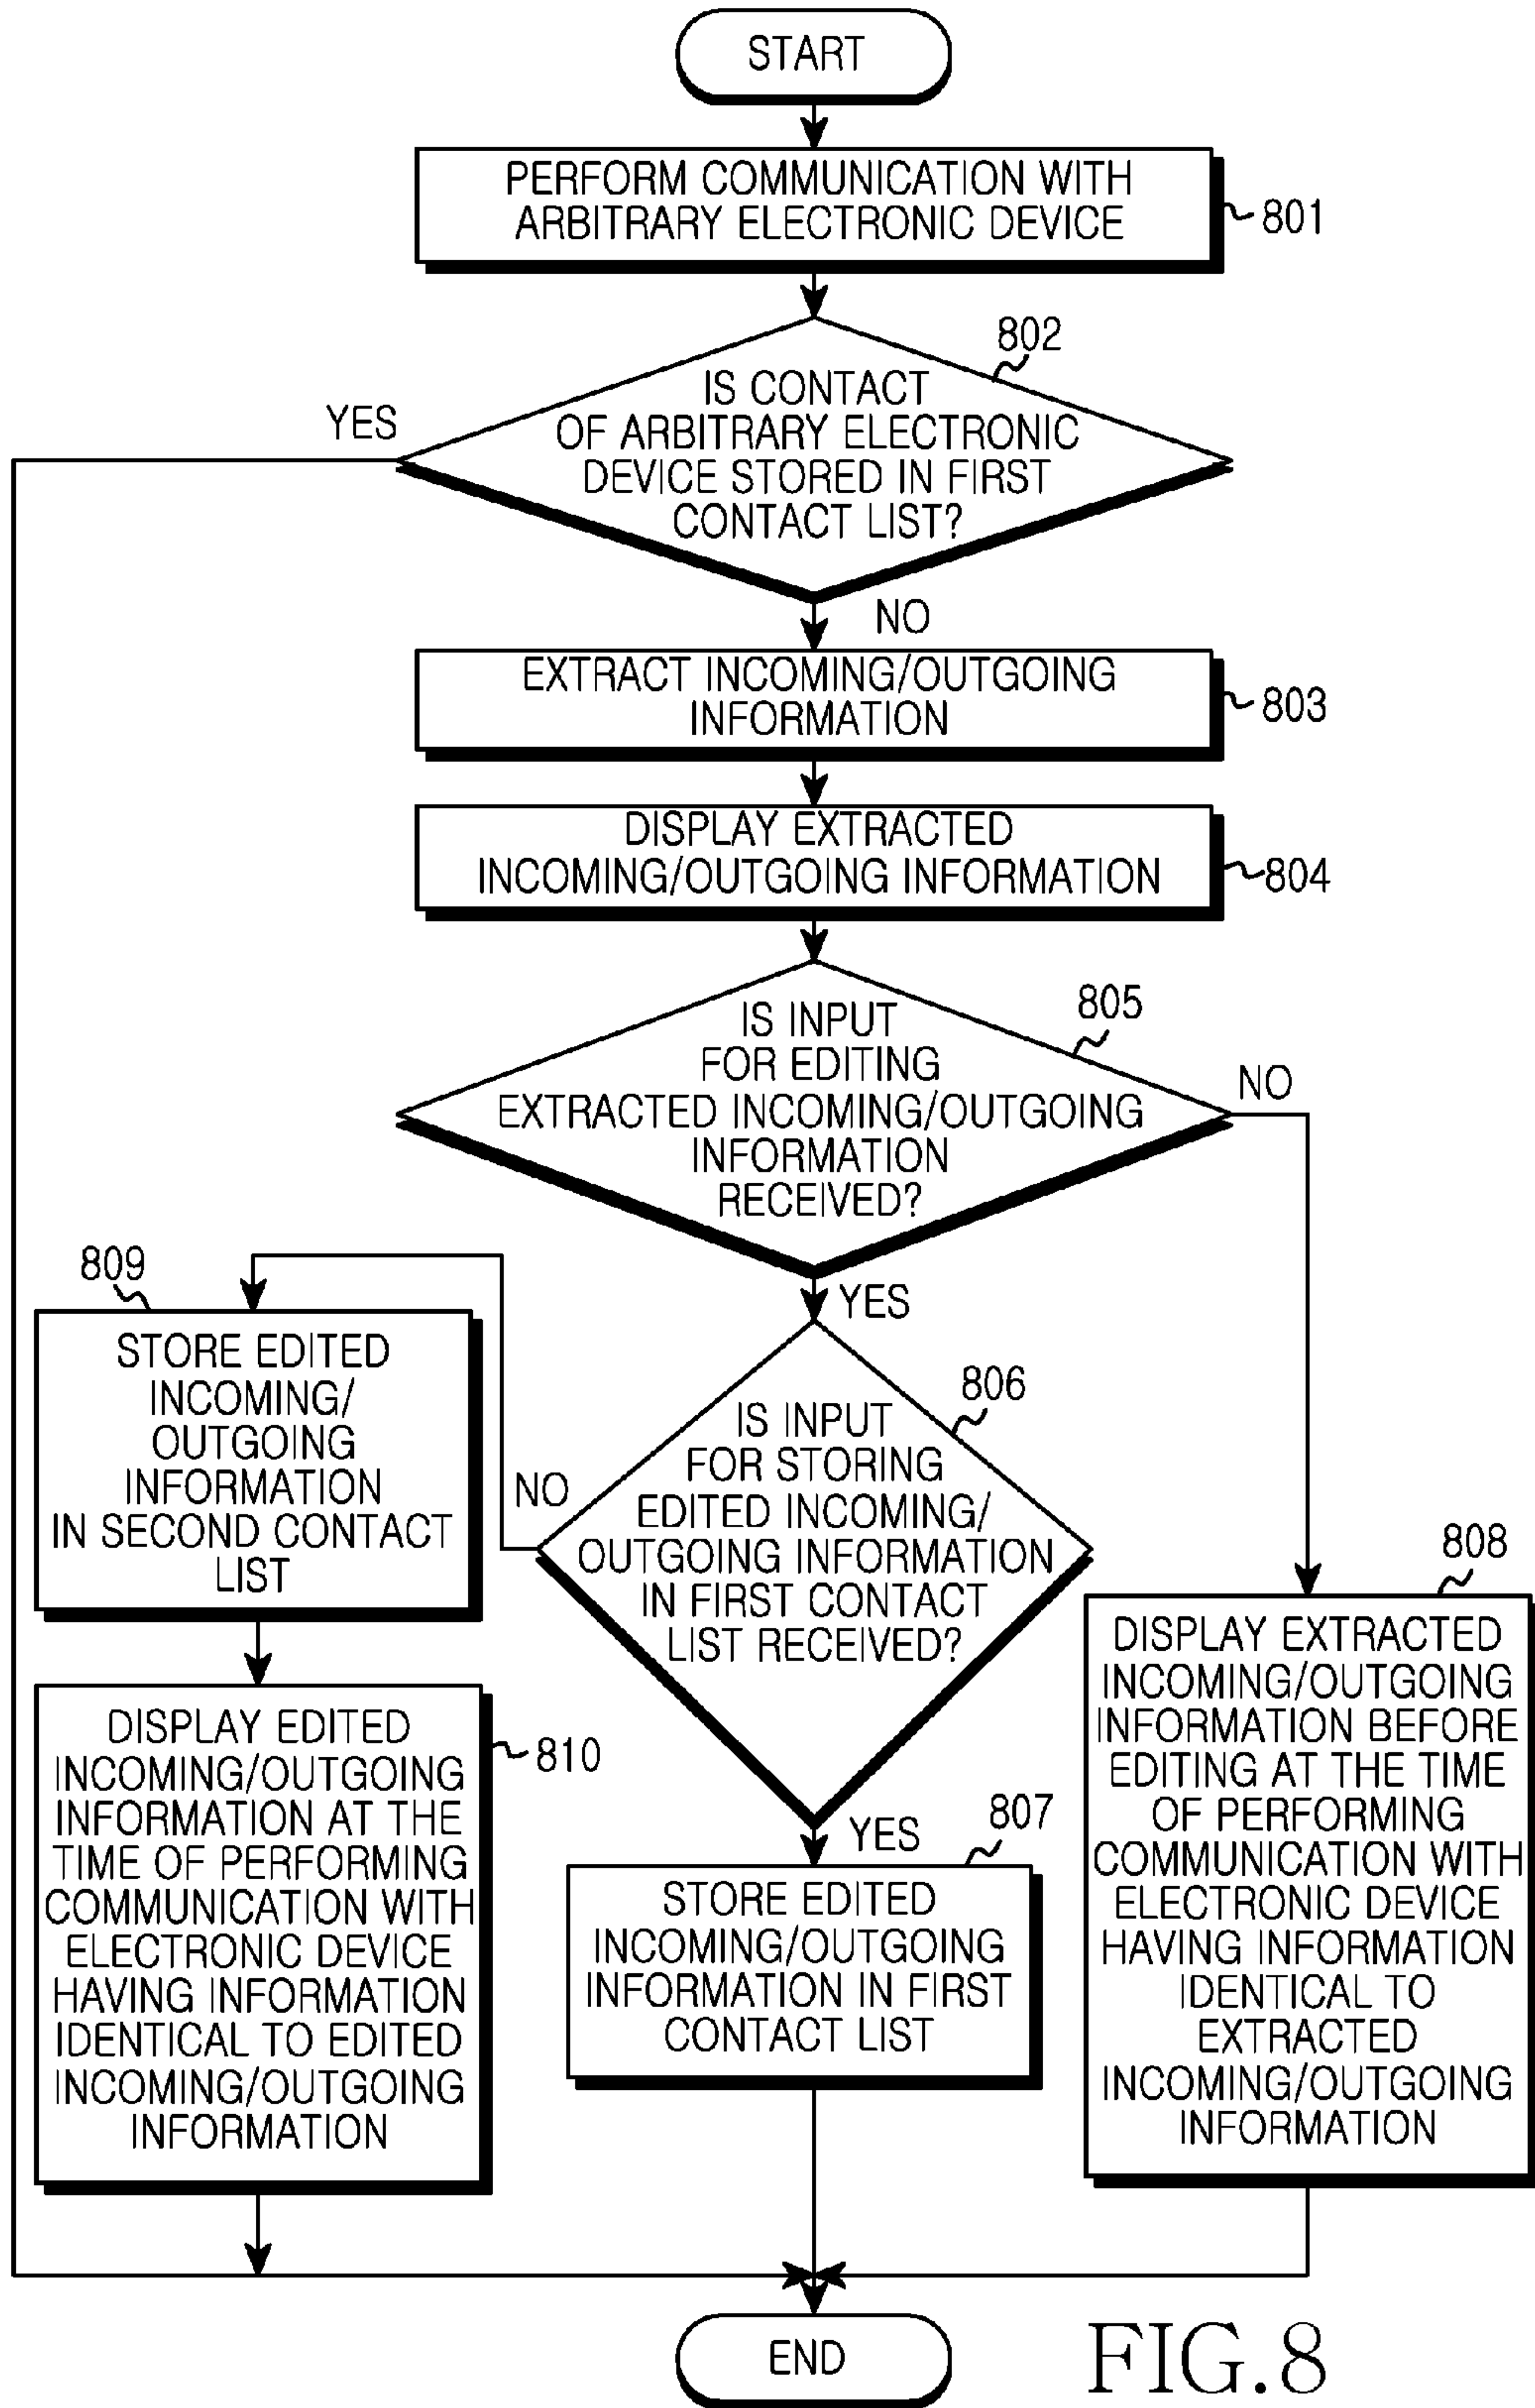 START
PERFORM COMMUNICATION WITH
ARBITRARY ELECTRONIC DEVICE
801
802
IS CONTACT
OF ARBITRARY ELECTRONIC
DEVICE STORED IN FIRST
CONTACT LIST?
YES
NO
EXTRACT INCOMING/OUTGOING
INFORMATION
803
DISPLAY EXTRACTED
INCOMING/OUTGOING INFORMATION
804
805
IS INPUT
FOR EDITING
EXTRACTED INCOMING/OUTGOING
INFORMATION
RECEIVED?
NO
YES
809
STORE EDITED
INCOMING/
OUTGOING
INFORMATION
IN SECOND CONTACT
LIST
806
IS INPUT
FOR STORING
EDITED INCOMING/
OUTGOING INFORMATION
IN FIRST CONTACT
LIST RECEIVED?
NO
YES
808
DISPLAY EXTRACTED
INCOMING/OUTGOING
INFORMATION BEFORE
EDITING AT THE TIME
OF PERFORMING
COMMUNICATION WITH
ELECTRONIC DEVICE
HAVING INFORMATION
IDENTICAL TO
EXTRACTED
INCOMING/OUTGOING
INFORMATION
DISPLAY EDITED
INCOMING/OUTGOING
INFORMATION AT THE
TIME OF PERFORMING
COMMUNICATION WITH
ELECTRONIC DEVICE
HAVING INFORMATION
IDENTICAL TO EDITED
INCOMING/OUTGOING
INFORMATION
810
807
STORE EDITED
INCOMING/OUTGOING
INFORMATION IN FIRST
CONTACT LIST
END
FIG.8